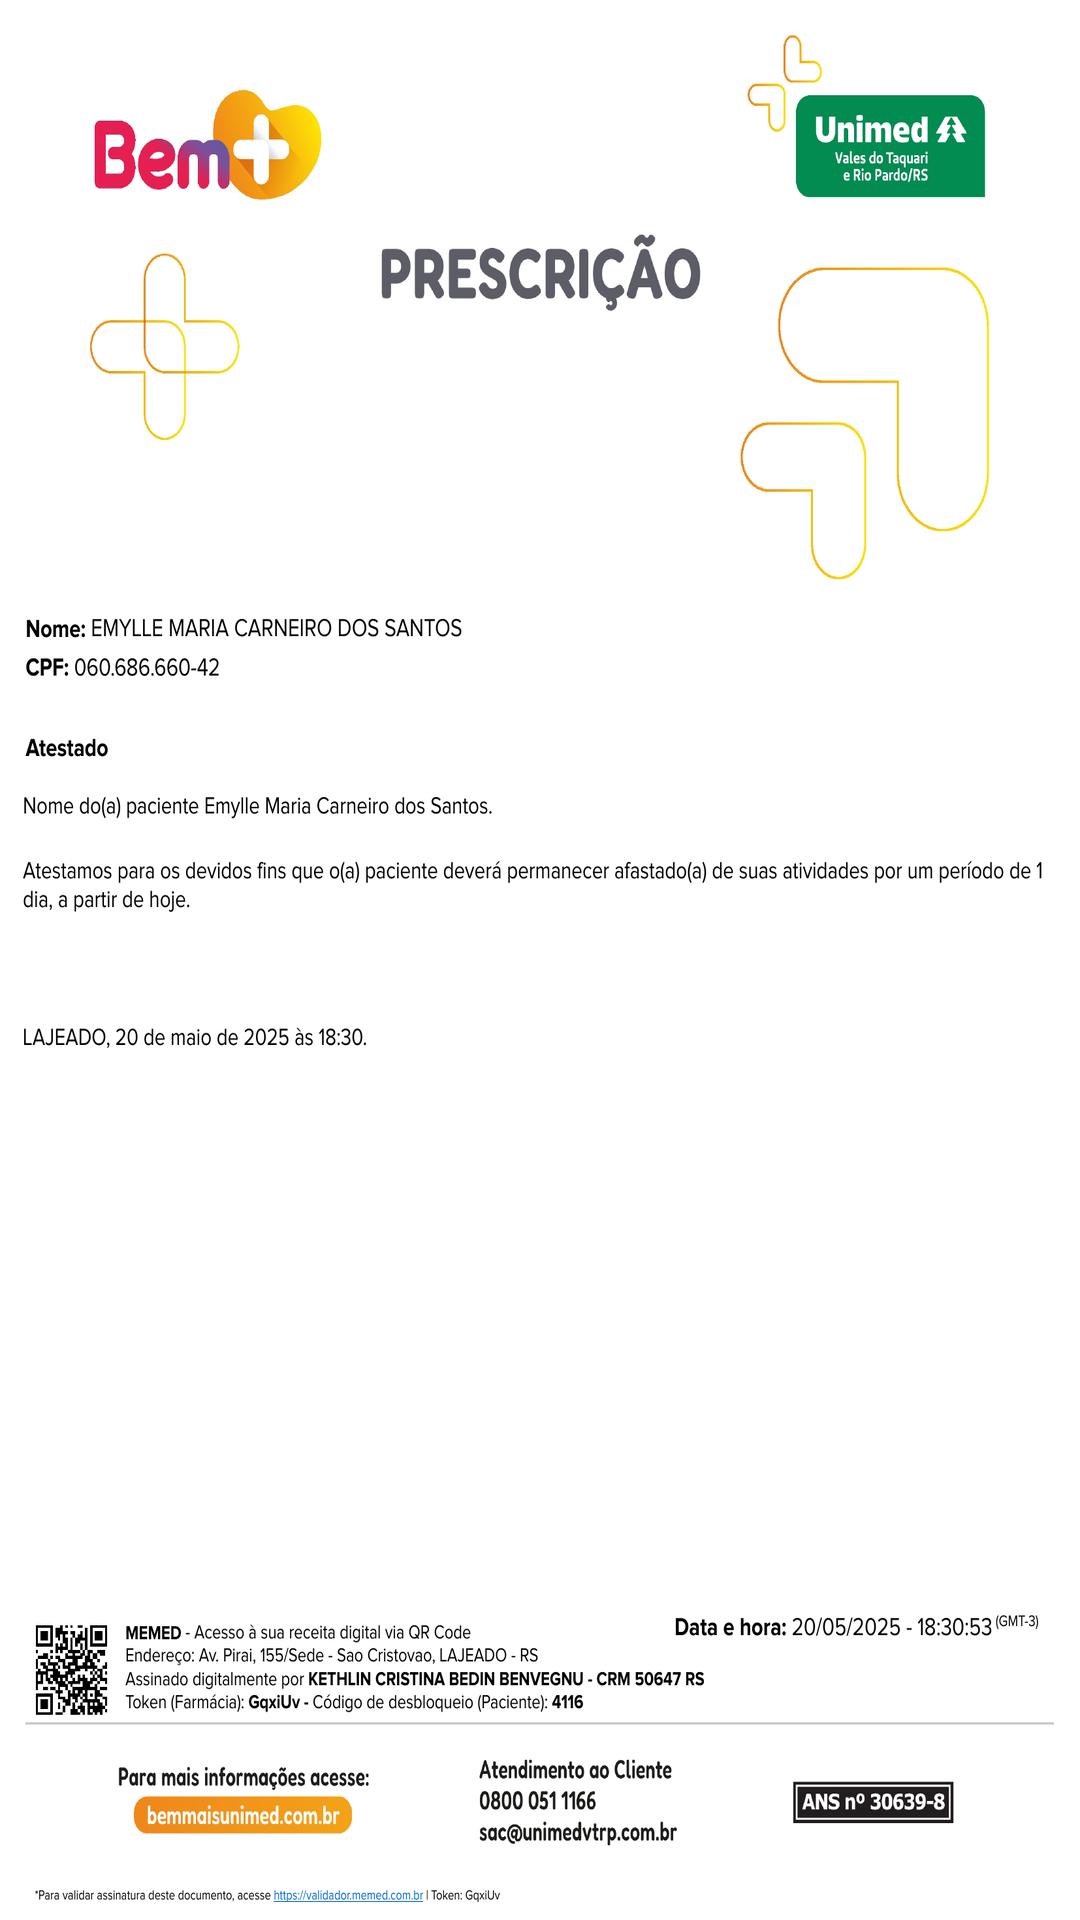 Bem+
Unimed
Vales do Taquari
e Rio Pardo/RS
PRESCRIÇÃO
Nome: EMYLLE MARIA CARNEIRO DOS SANTOS
CPF: 060.686.660-42
Atestado
Nome do(a) paciente Emylle Maria Carneiro dos Santos.
Atestamos para os devidos fins que o(a) paciente deverá permanecer afastado(a) de suas atividades por um período de 1
dia, a partir de hoje.
LAJEADO, 20 de maio de 2025 às 18:30.
MEMED - Acesso à sua receita digital via QR Code
Endereço: Av. Pirai, 155/Sede - Sao Cristovao, LAJEADO - RS
Assinado digitalmente por KETHLIN CRISTINA BEDIN BENVEGNU - CRM 50647 RS
Token (Farmácia): GqxiUv - Código de desbloqueio (Paciente): 4116
Data e hora: 20/05/2025 - 18:30:53 (GMT-3)
Para mais informações acesse:
bemmaisunimed.com.br
Atendimento ao Cliente
0800 051 1166
sac@unimedvtrp.com.br
ANS nº 30639-8
*Para validar assinatura deste documento, acesse https://validador.memed.com.br | Token: GqxiUv